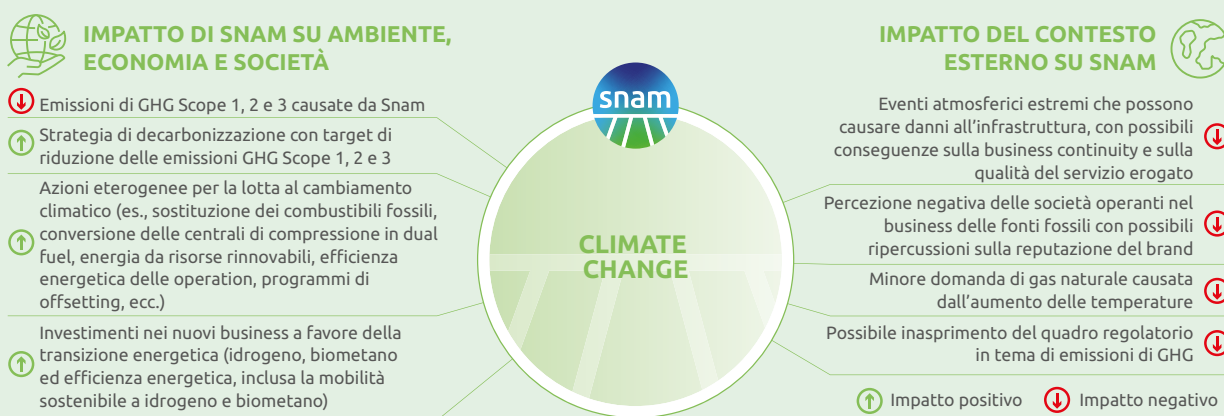 IMPATTO DI SNAM SU AMBIENTE,
ECONOMIA E SOCIETÀ
Emissioni di GHG Scope 1, 2 e 3 causate da Snam
Strategia di decarbonizzazione con target di
riduzione delle emissioni GHG Scope 1, 2 e 3
Azioni eterogenee per la lotta al cambiamento
climatico (es., sostituzione dei combustibili fossili,
conversione delle centrali di compressione in dual
fuel, energia da risorse rinnovabili, efficienza
energetica delle operation, programmi di
offsetting, ecc.)
Investimenti nei nuovi business a favore della
transizione energetica (idrogeno, biometano
ed efficienza energetica, inclusa la mobilità
sostenibile a idrogeno e biometano)
snam
CLIMATE
CHANGE
IMPATTO DEL CONTESTO
ESTERNO SU SNAM
Eventi atmosferici estremi che possono
causare danni all'infrastruttura, con possibili
conseguenze sulla business continuity e sulla
qualità del servizio erogato
Percezione negativa delle società operanti nel
business delle fonti fossili con possibili
ripercussioni sulla reputazione del brand
Minore domanda di gas naturale causata
dall'aumento delle temperature
Possibile inasprimento del quadro regolatorio
in tema di emissioni di GHG
Impatto positivo
Impatto negativo